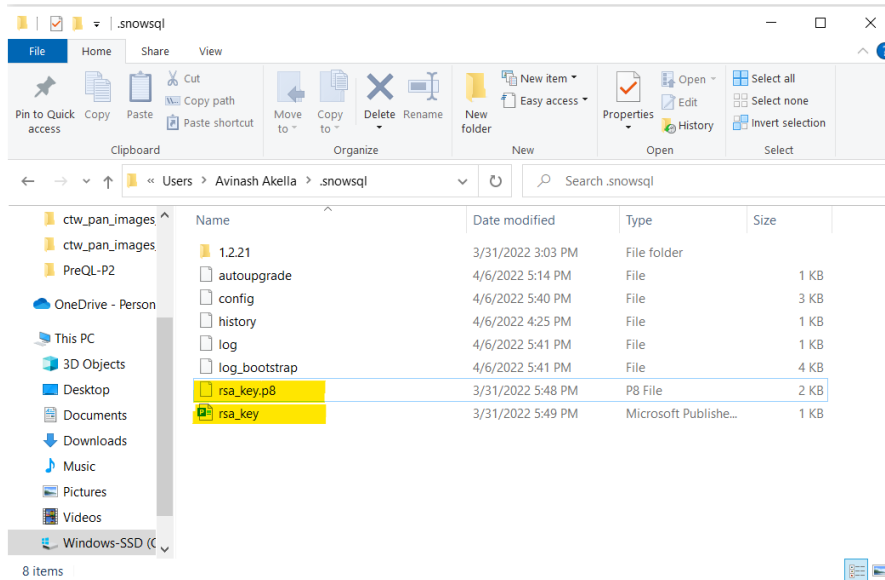 .snowsql
File Home Share View
Pin to Quick access
Copy
Paste
Cut
Copy path
Paste shortcut
Move to
Copy to
Delete
Rename
New folder
New item
Easy access
Properties
Open
Edit
History
Select all
Select none
Invert selection
Clipboard Organize New Open Select
« Users > Avinash Akella > .snowsql
Search .snowsql
Name Date modified Type Size
1.2.21 3/31/2022 3:03 PM File folder
autoupgrade 4/6/2022 5:14 PM File 1 KB
config 4/6/2022 5:40 PM File 3 KB
history 4/6/2022 4:25 PM File 1 KB
log 4/6/2022 5:41 PM File 1 KB
log_bootstrap 4/6/2022 5:41 PM File 4 KB
rsa_key.p8 3/31/2022 5:48 PM P8 File 2 KB
rsa_key 3/31/2022 5:49 PM Microsoft Publishe... 1 KB
ctw_pan_images_
ctw_pan_images_
PreQL-P2
OneDrive - Person
This PC
3D Objects
Desktop
Documents
Downloads
Music
Pictures
Videos
Windows-SSD (C
8 items